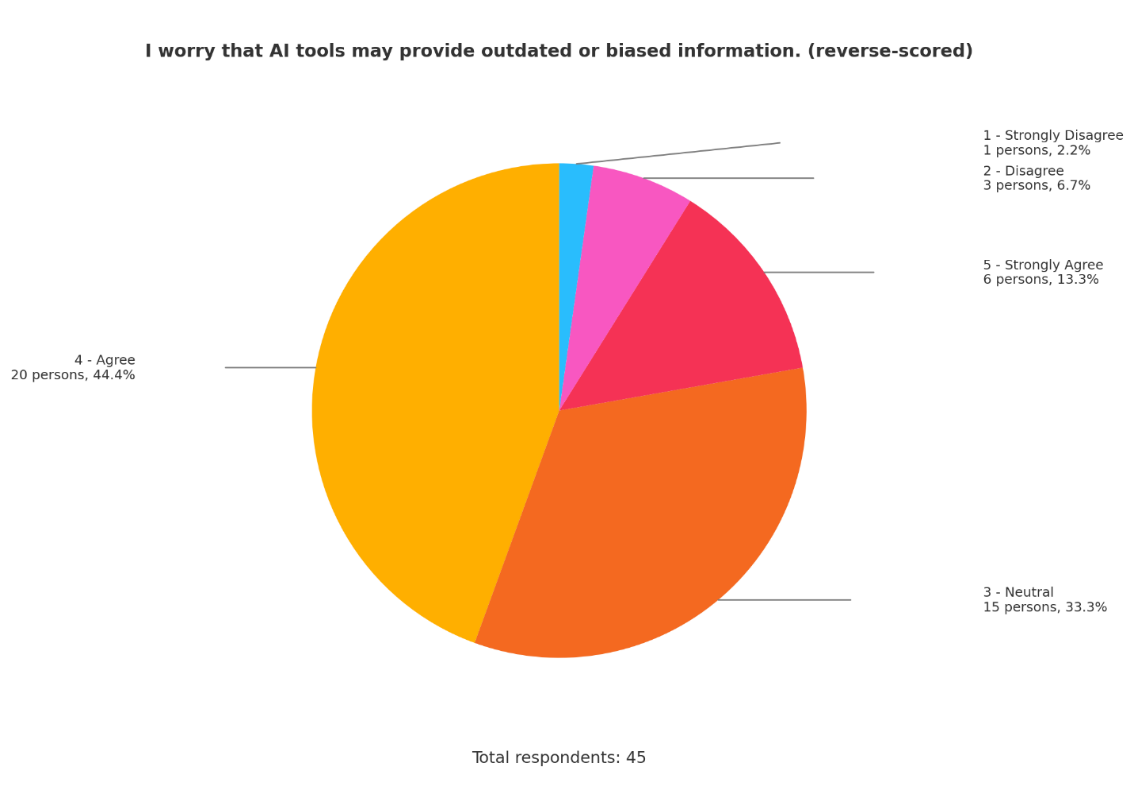 I worry that AI tools may provide outdated or biased information. (reverse-scored)
1 - Strongly Disagree
1 persons, 2.2%
2 - Disagree
3 persons, 6.7%
5 - Strongly Agree
6 persons, 13.3%
4 - Agree
20 persons, 44.4%
3 - Neutral
15 persons, 33.3%
Total respondents: 45